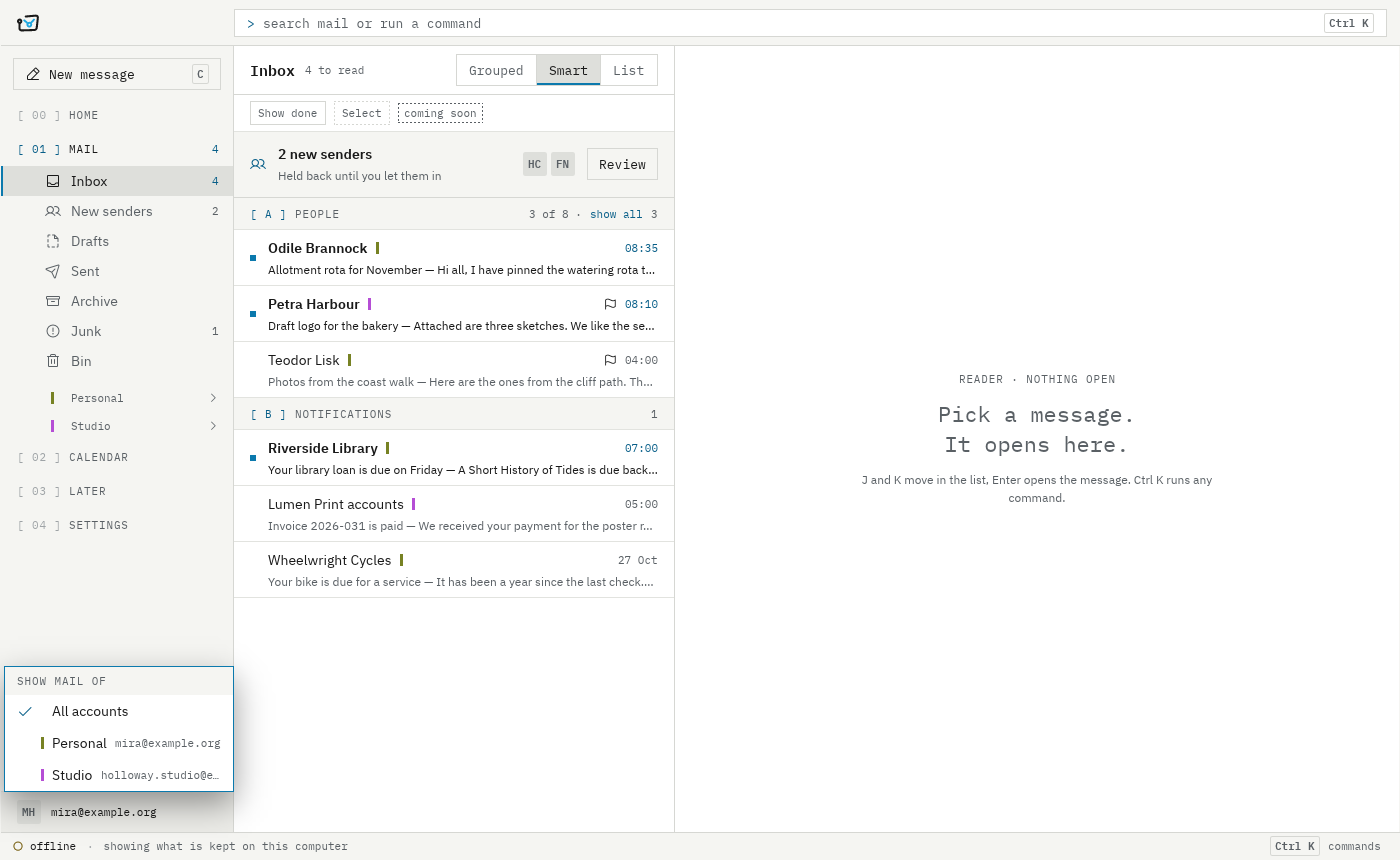 > search mail or run a command Ctrl K
New message C
[ 00 ] HOME
[ 01 ] MAIL 4
Inbox 4
New senders 2
Drafts
Sent
Archive
Junk 1
Bin
Personal
Studio
[ 02 ] CALENDAR
[ 03 ] LATER
[ 04 ] SETTINGS
SHOW MAIL OF
All accounts
Personal mira@example.org
Studio holloway.studio@e…
MH mira@example.org
Inbox 4 to read Grouped Smart List
Show done Select coming soon
2 new senders
Held back until you let them in
HC FN Review
[ A ] PEOPLE 3 of 8 · show all 3
Odile Brannock 08:35
Allotment rota for November — Hi all, I have pinned the watering rota t…
Petra Harbour 08:10
Draft logo for the bakery — Attached are three sketches. We like the se…
Teodor Lisk 04:00
Photos from the coast walk — Here are the ones from the cliff path. Th…
[ B ] NOTIFICATIONS 1
Riverside Library 07:00
Your library loan is due on Friday — A Short History of Tides is due back…
Lumen Print accounts 05:00
Invoice 2026-031 is paid — We received your payment for the poster r…
Wheelwright Cycles 27 Oct
Your bike is due for a service — It has been a year since the last check.…
READER · NOTHING OPEN
Pick a message.
It opens here.
J and K move in the list, Enter opens the message. Ctrl K runs any
command.
offline · showing what is kept on this computer Ctrl K commands